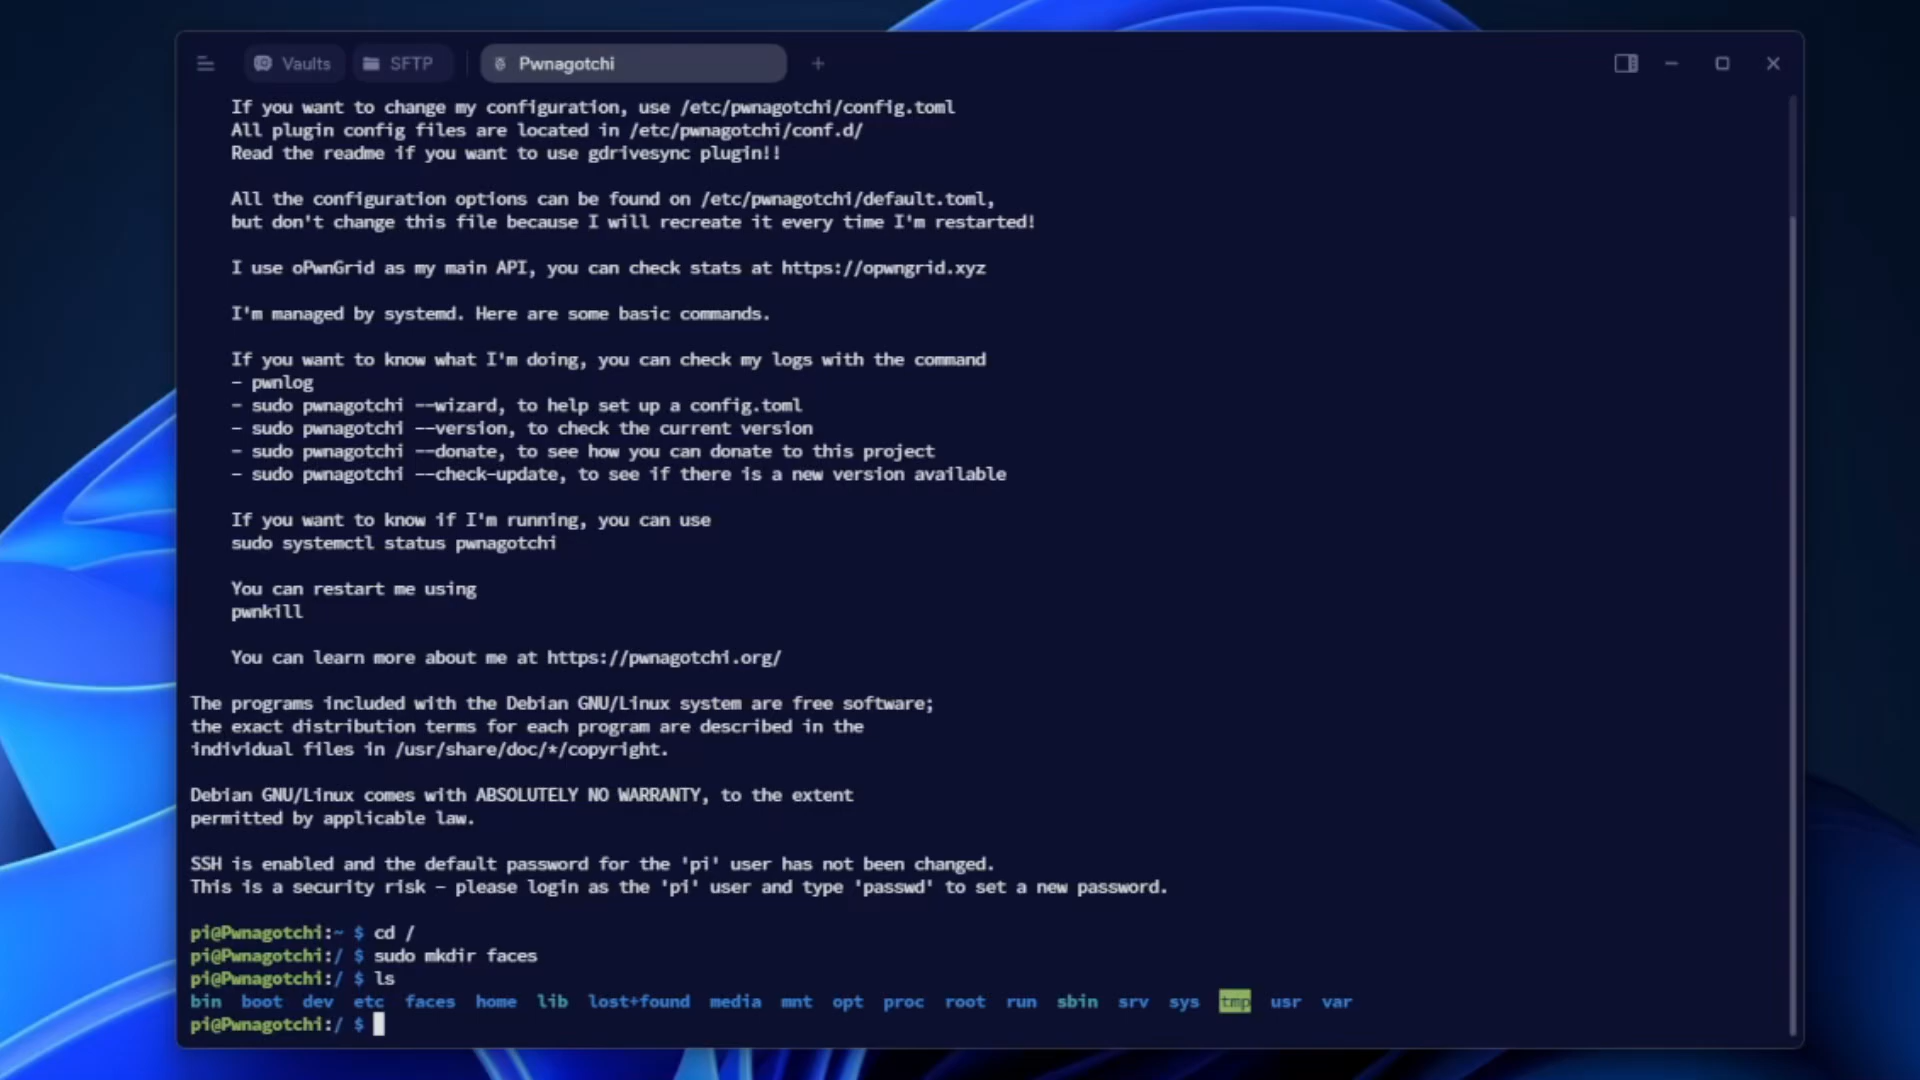 Vaults SFTP Pwnagotchi +
If you want to change my configuration, use /etc/pwnagotchi/config.toml
All plugin config files are located in /etc/pwnagotchi/conf.d/
Read the readme if you want to use gdrivesync plugin!!
All the configuration options can be found on /etc/pwnagotchi/default.toml,
but don't change this file because I will recreate it every time I'm restarted!
I use oPwnGrid as my main API, you can check stats at https://opwngrid.xyz
I'm managed by systemd. Here are some basic commands.
If you want to know what I'm doing, you can check my logs with the command
- pwnlog
- sudo pwnagotchi --wizard, to help set up a config.toml
- sudo pwnagotchi --version, to check the current version
- sudo pwnagotchi --donate, to see how you can donate to this project
- sudo pwnagotchi --check-update, to see if there is a new version available
If you want to know if I'm running, you can use
sudo systemctl status pwnagotchi
You can restart me using
pwnkill
You can learn more about me at https://pwnagotchi.org/
The programs included with the Debian GNU/Linux system are free software;
the exact distribution terms for each program are described in the
individual files in /usr/share/doc/*/copyright.
Debian GNU/Linux comes with ABSOLUTELY NO WARRANTY, to the extent
permitted by applicable law.
SSH is enabled and the default password for the 'pi' user has not been changed.
This is a security risk - please login as the 'pi' user and type 'passwd' to set a new password.
pi@Pwnagotchi:~ $ cd /
pi@Pwnagotchi:/ $ sudo mkdir faces
pi@Pwnagotchi:/ $ ls
bin boot dev etc faces home lib lost+found media mnt opt proc root run sbin srv sys tmp usr var
pi@Pwnagotchi:/ $